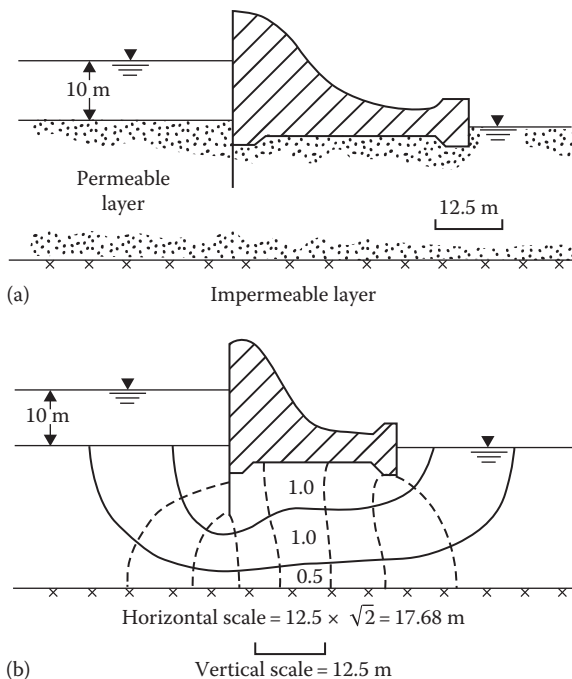 10 m
Permeable
layer
12.5 m
(a)
Impermeable layer
10 m
1.0
1.0
0.5
Horizontal scale = 12.5 × √2 = 17.68 m
(b)
Vertical scale = 12.5 m